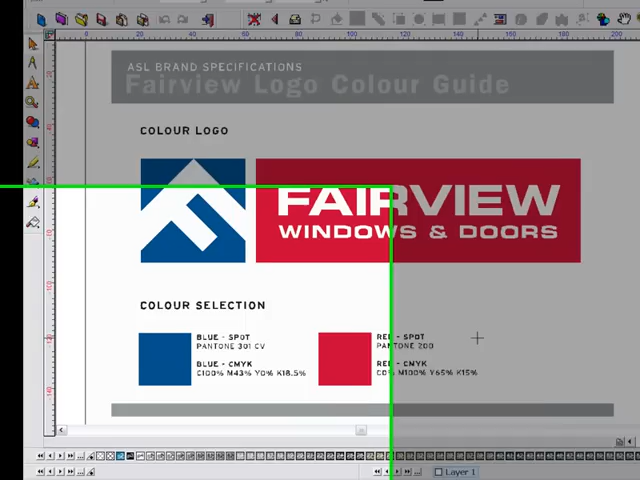 ASL BRAND SPECIFICATIONS
Fairview Logo Colour Guide
COLOUR LOGO
FAIRVIEW
WINDOWS & DOORS
COLOUR SELECTION
BLUE - SPOT
PANTONE 301 CV
BLUE - CMYK
C100% M43% Y0% K18.5%
RED - SPOT
PANTONE 200
RED - CMYK
C0% M100% Y65% K15%
Layer 1